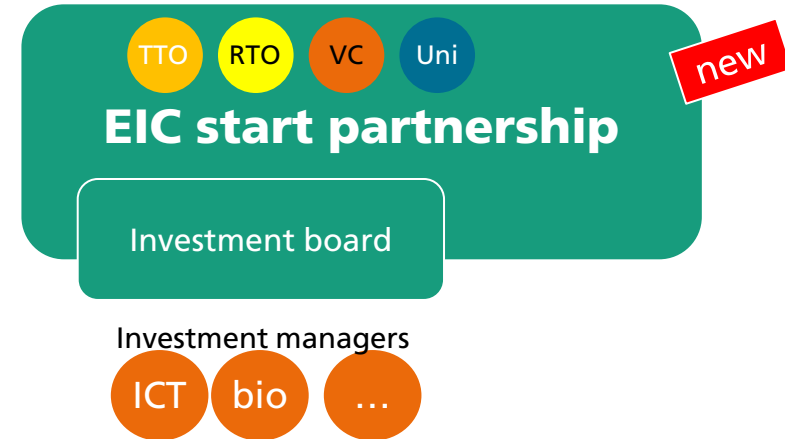 TTO RTO VC Uni
new
EIC start partnership
Investment board
Investment managers
ICT bio ...